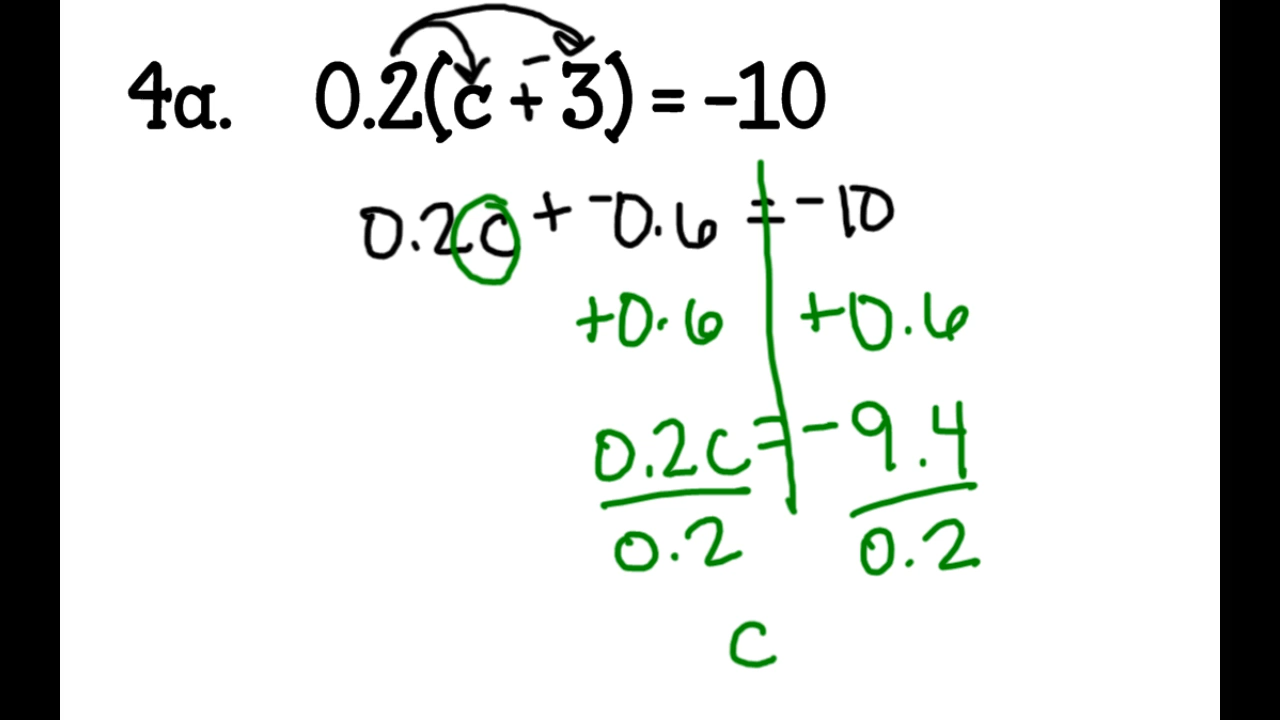 4a. 0.2(c + ⁻3) = -10
0.2c + ⁻0.6 = ⁻10
+0.6 +0.6
0.2c = -9.4
0.2 0.2
c